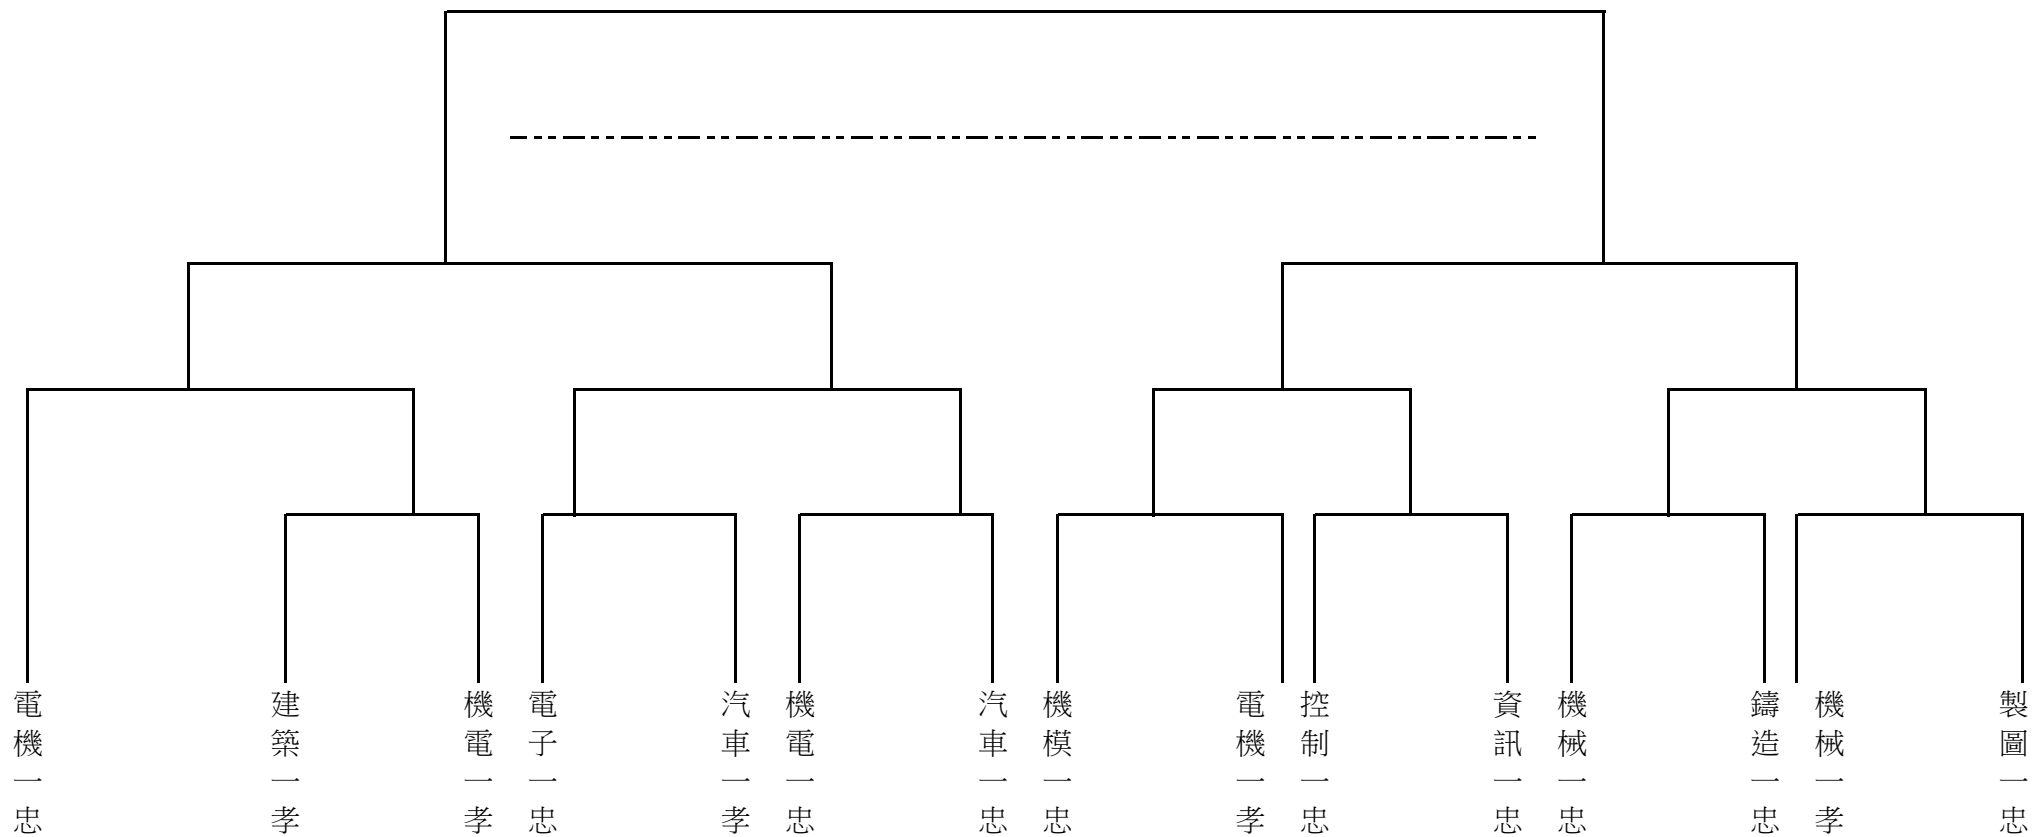 電機一忠
建築一孝
機電一孝
電子一忠
汽車一孝
機電一忠
汽車一忠
機模一忠
電機一孝
控制一忠
資訊一忠
機械一忠
鑄造一忠
機械一孝
製圖一忠